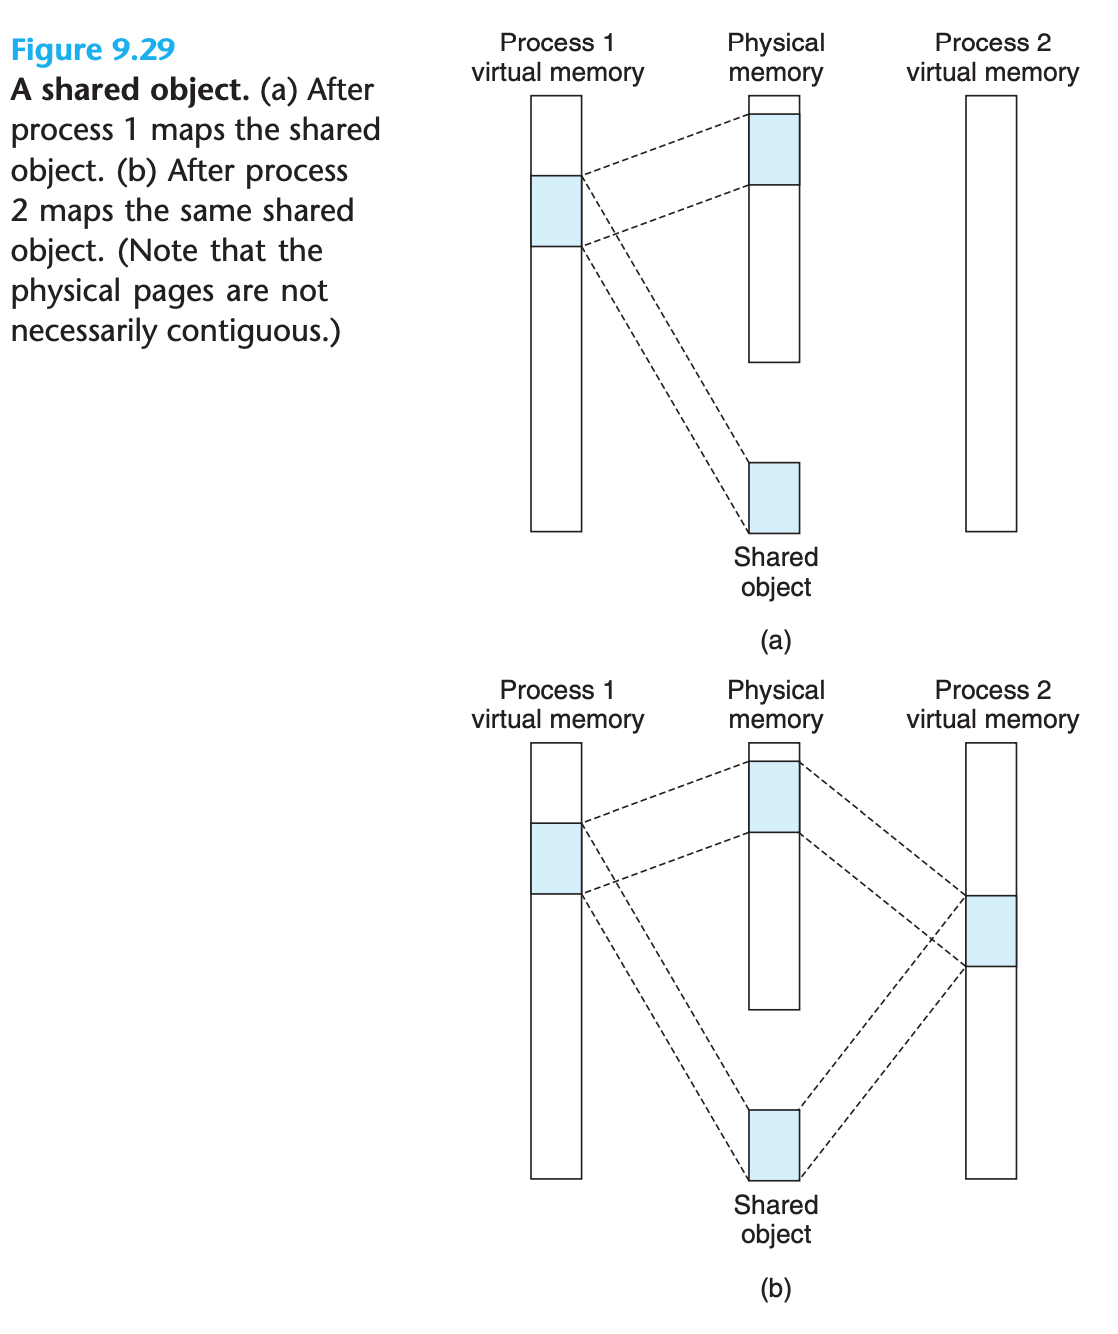 Figure 9.29
A shared object. (a) After
process 1 maps the shared
object. (b) After process
2 maps the same shared
object. (Note that the
physical pages are not
necessarily contiguous.)
Process 1
virtual memory
Physical
memory
Process 2
virtual memory
Shared
object
(a)
Process 1
virtual memory
Physical
memory
Process 2
virtual memory
Shared
object
(b)